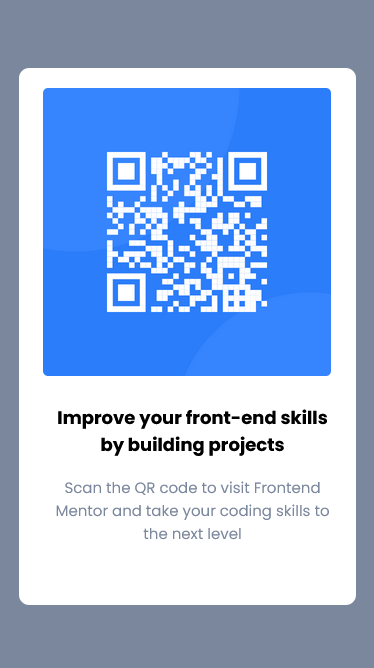 Improve your front-end skills
by building projects
Scan the QR code to visit Frontend
Mentor and take your coding skills to
the next level